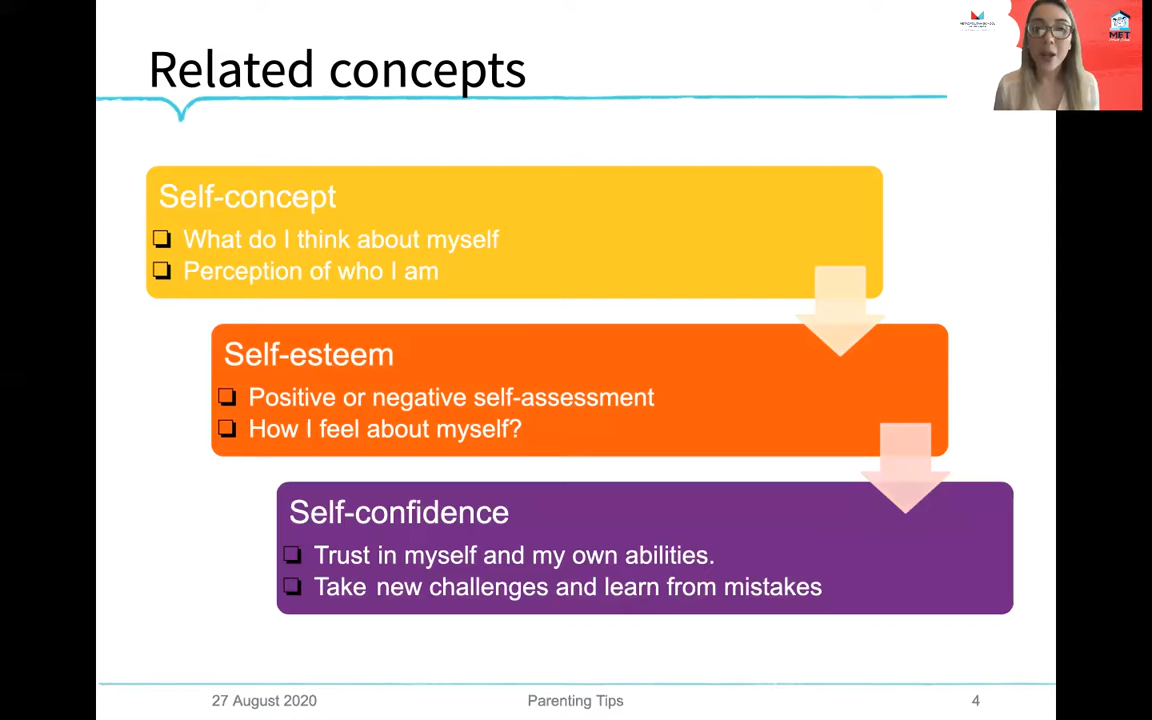 Related concepts
MET
Self-concept
What do I think about myself
Perception of who I am
Self-esteem
Positive or negative self-assessment
How I feel about myself?
Self-confidence
Trust in myself and my own abilities.
Take new challenges and learn from mistakes
27 August 2020
Parenting Tips
4